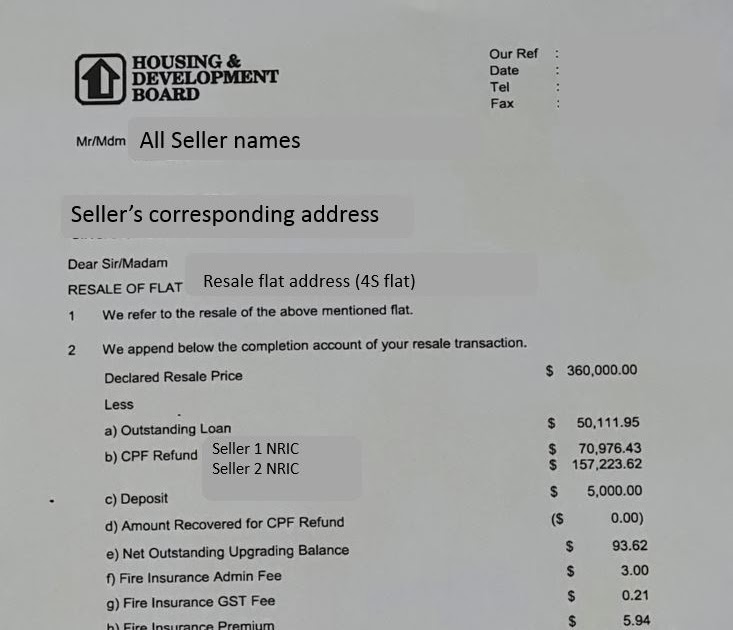 HOUSING &
DEVELOPMENT
BOARD
Our Ref :
Date :
Tel :
Fax :
Mr/Mdm All Seller names
Seller's corresponding address
Dear Sir/Madam
RESALE OF FLAT Resale flat address (4S flat)
1 We refer to the resale of the above mentioned flat.
2 We append below the completion account of your resale transaction.
Declared Resale Price $ 360,000.00
Less
a) Outstanding Loan $ 50,111.95
b) CPF Refund Seller 1 NRIC $ 70,976.43
Seller 2 NRIC $ 157,223.62
c) Deposit $ 5,000.00
d) Amount Recovered for CPF Refund ($ 0.00)
e) Net Outstanding Upgrading Balance $ 93.62
f) Fire Insurance Admin Fee $ 3.00
g) Fire Insurance GST Fee $ 0.21
h) Fire Insurance Premium $ 5.94